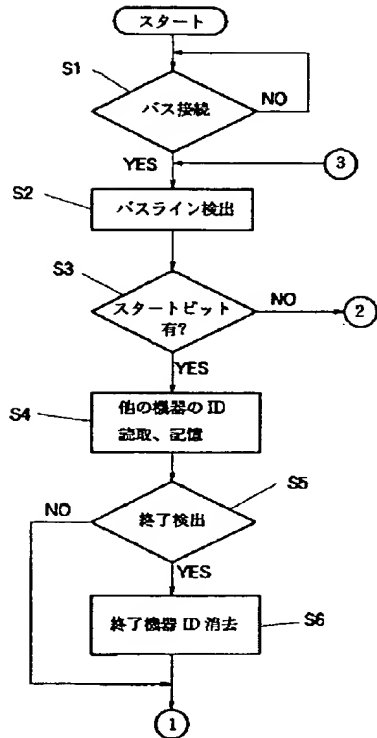 スタート
S1
バス接続
NO
YES
3
S2
バスライン検出
S3
スタートビット
有?
NO
2
YES
S4
他の機器の ID
読取、記憶
S5
NO
終了検出
YES
終了機器 ID 消去
S6
1